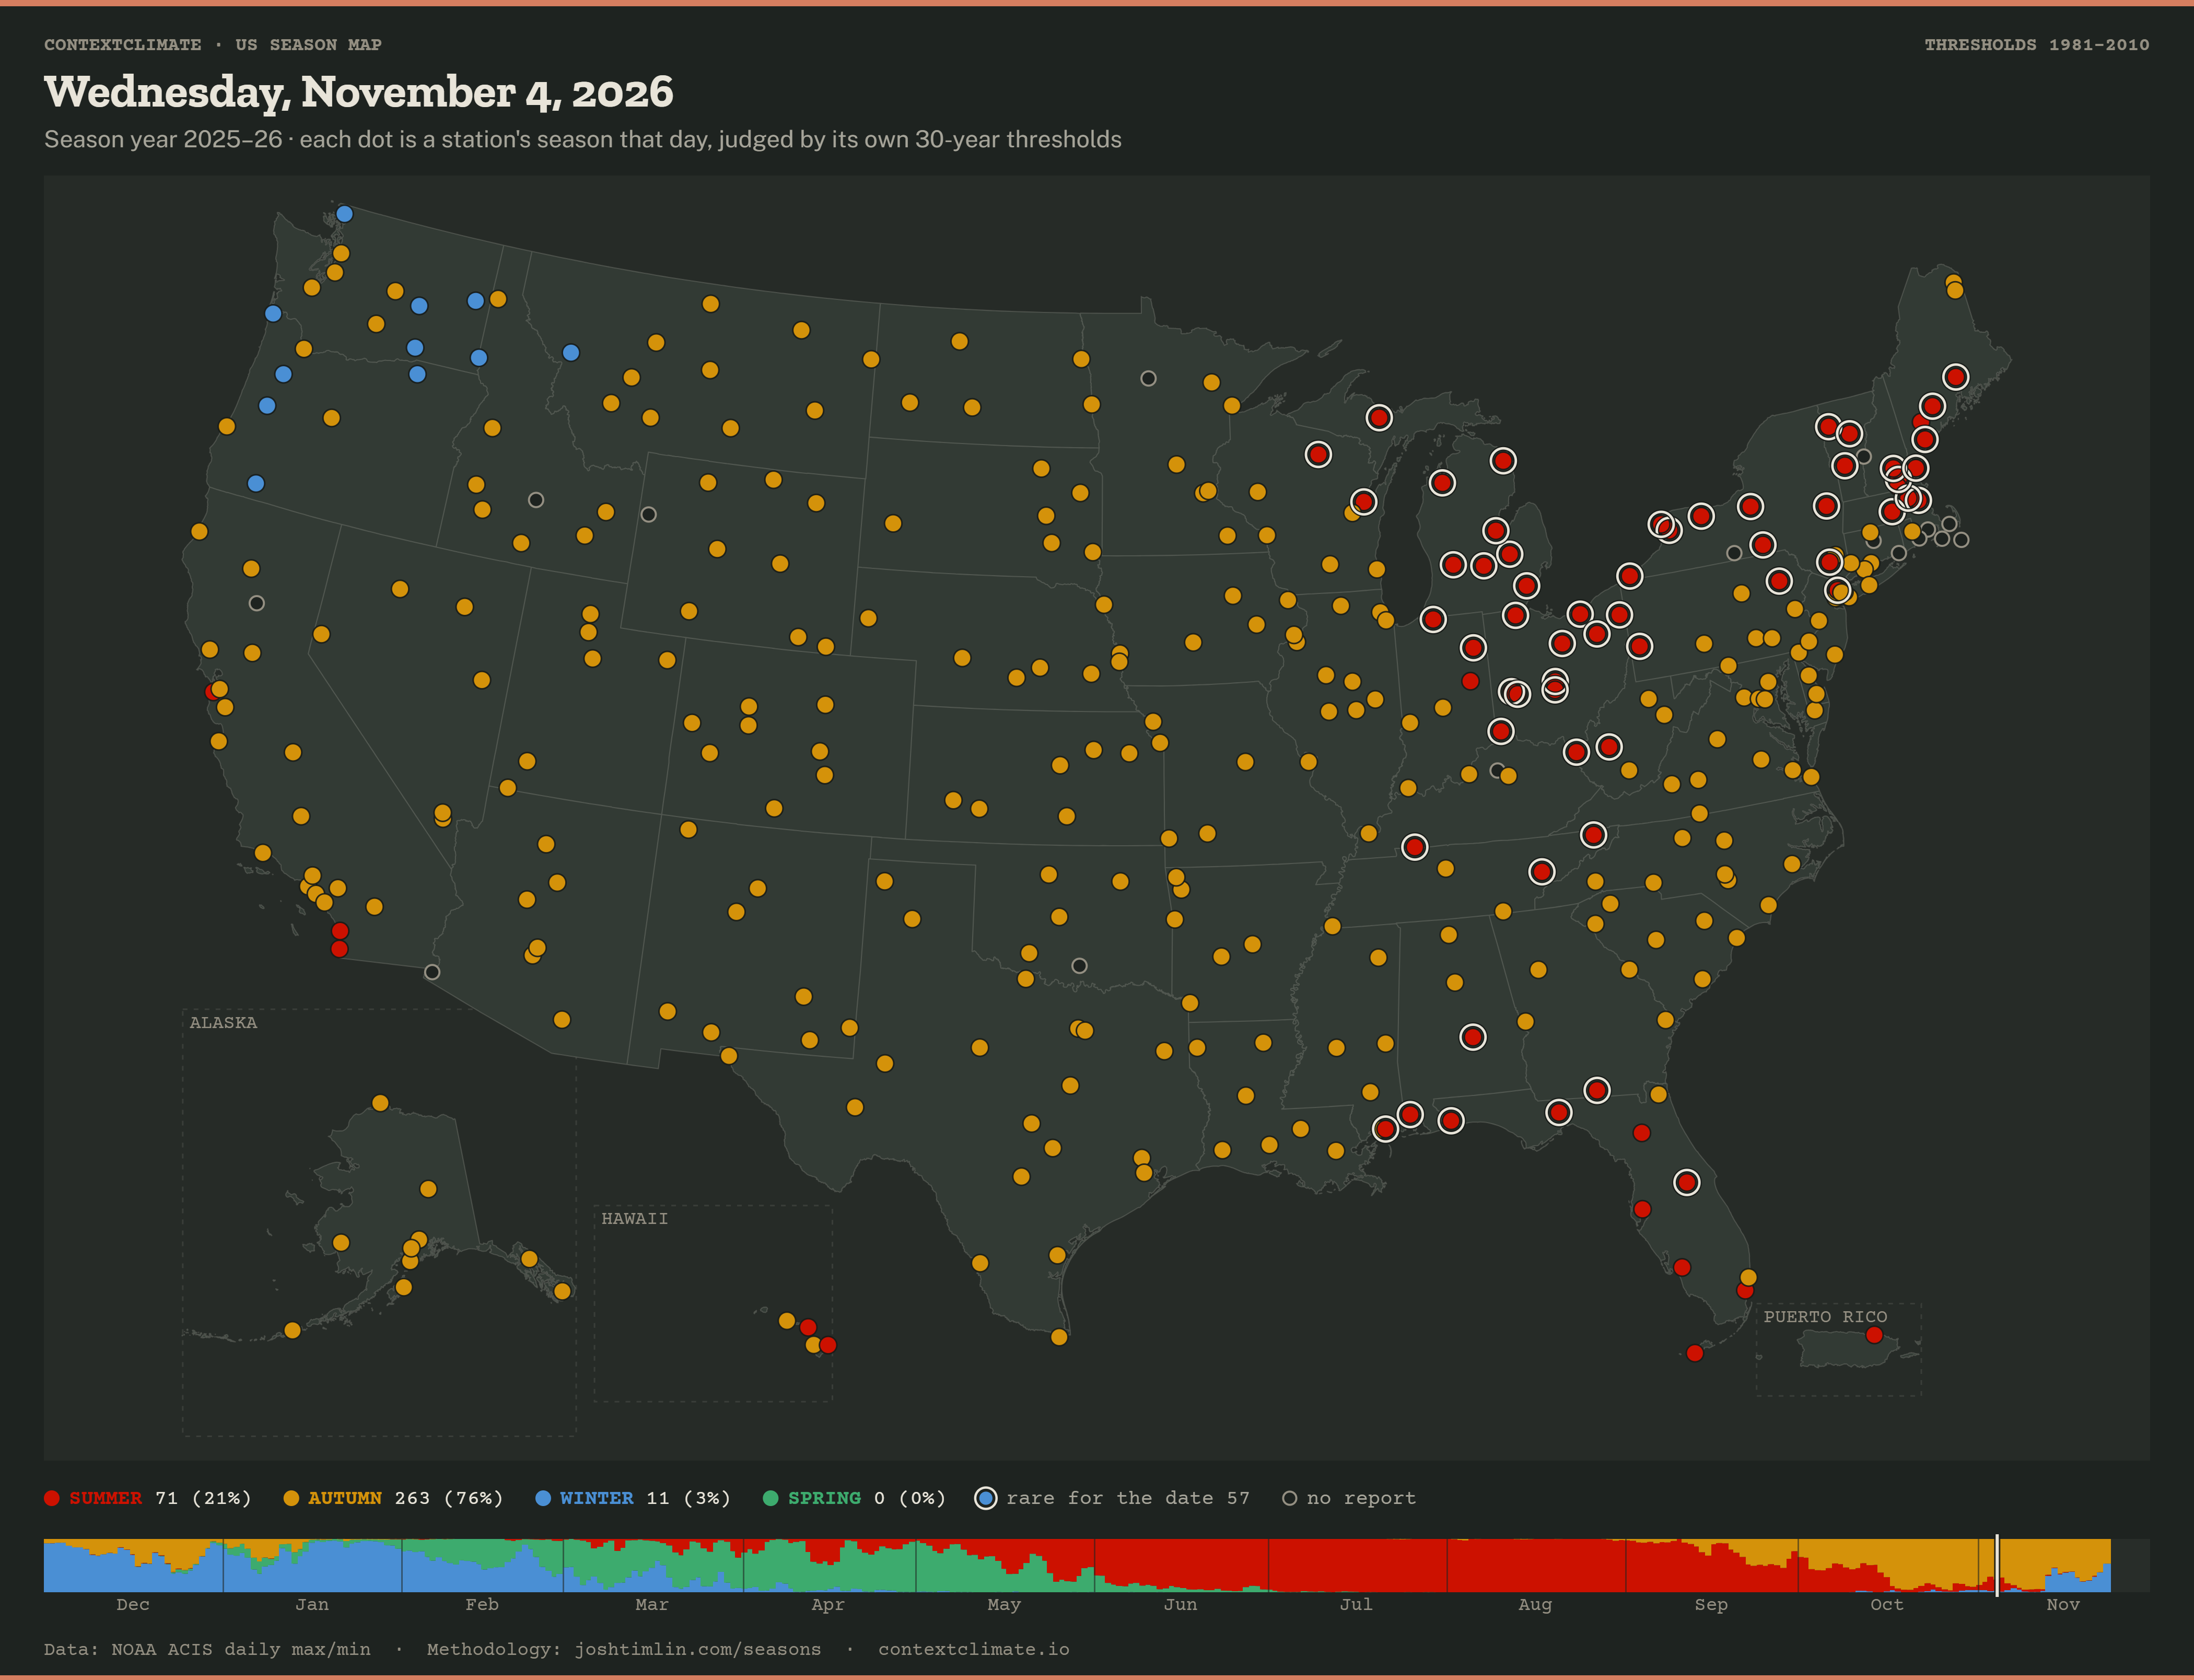 CONTEXTCLIMATE · US SEASON MAP
THRESHOLDS 1981–2010
Wednesday, November 4, 2026
Season year 2025–26 · each dot is a station's season that day, judged by its own 30-year thresholds
ALASKA
HAWAII
PUERTO RICO
SUMMER 71 (21%) AUTUMN 263 (76%) WINTER 11 (3%) SPRING 0 (0%) rare for the date 57 no report
Dec Jan Feb Mar Apr May Jun Jul Aug Sep Oct Nov
Data: NOAA ACIS daily max/min · Methodology: joshtimlin.com/seasons · contextclimate.io